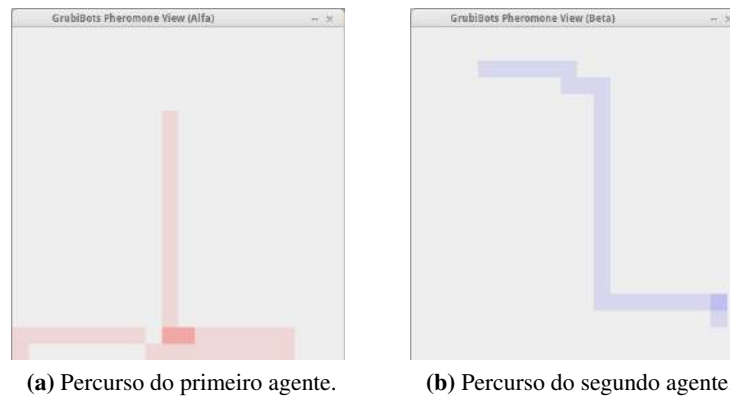 GrubiBots Pheromone View (Alfa)
GrubiBots Pheromone View (Beta)
(a) Percurso do primeiro agente.
(b) Percurso do segundo agente.